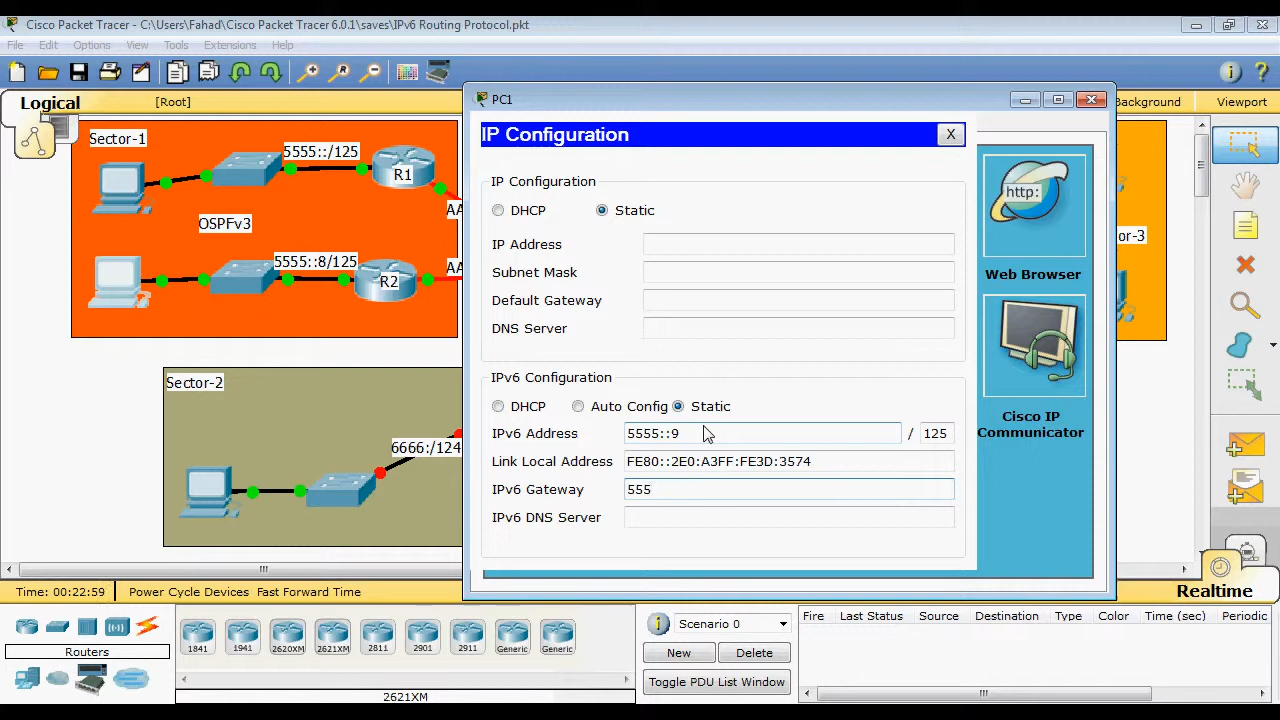 Cisco Packet Tracer - C:\Users\Fahad\Cisco Packet Tracer 6.0.1\saves\IPv6 Routing Protocol.pkt
File Edit Options View Tools Extensions Help
Logical
[Root]
Background
Viewport
Sector-1
5555::/125
R1
OSPFv3
AA
5555::8/125
R2
AA
Sector-2
6666:/124
or-3
PC1
IP Configuration
X
IP Configuration
DHCP
Static
IP Address
Subnet Mask
Default Gateway
DNS Server
IPv6 Configuration
DHCP
Auto Config
Static
IPv6 Address 5555::9 / 125
Link Local Address FE80::2E0:A3FF:FE3D:3574
IPv6 Gateway 555
IPv6 DNS Server
http:
Web Browser
Cisco IP
Communicator
Time: 00:22:59
Power Cycle Devices Fast Forward Time
Realtime
Routers
1841 1941 2620XM 2621XM 2811 2901 2911 Generic Generic
2621XM
Scenario 0
New
Delete
Toggle PDU List Window
Fire Last Status Source Destination Type Color Time (sec) Periodic